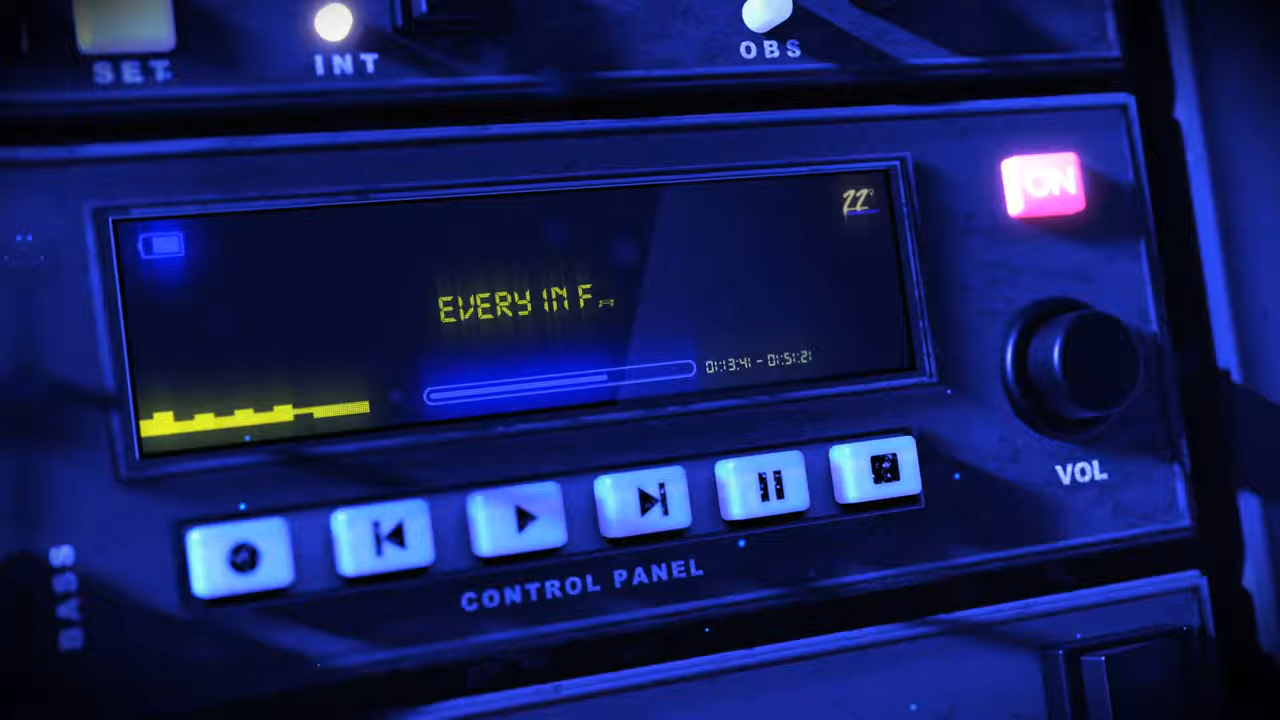 SET
INT
OBS
ON
22°
EVERY IN F
01:13:41 - 01:51:21
VOL
CONTROL PANEL
BASS